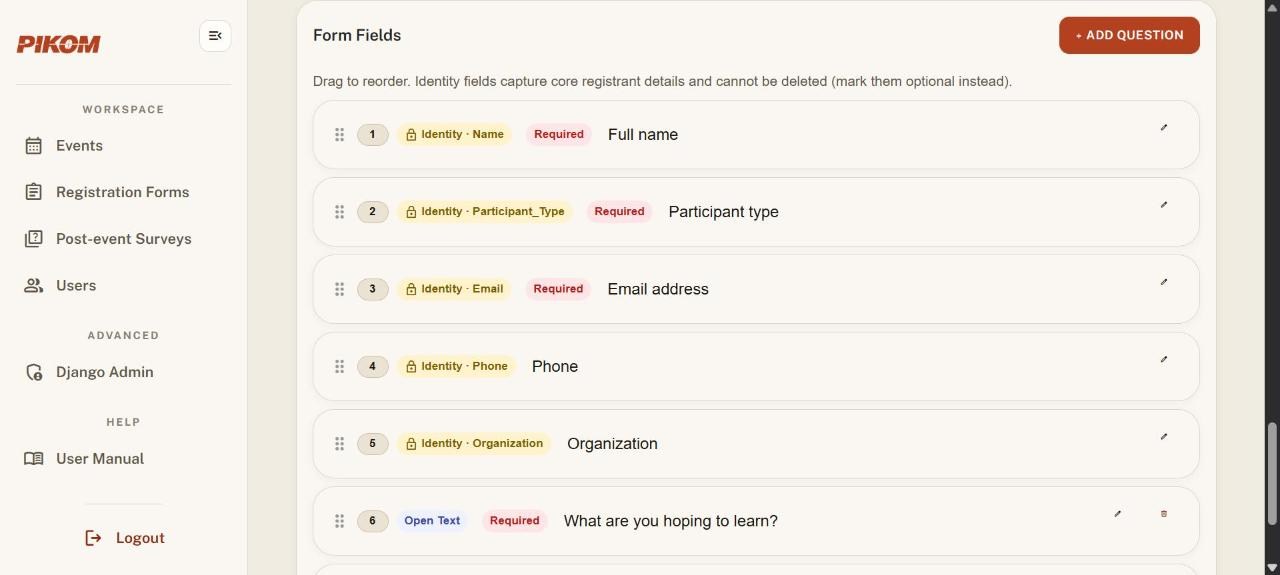 PIKOM
WORKSPACE
Events
Registration Forms
Post-event Surveys
Users
ADVANCED
Django Admin
HELP
User Manual
Logout
Form Fields
+ ADD QUESTION
Drag to reorder. Identity fields capture core registrant details and cannot be deleted (mark them optional instead).
1 Identity · Name Required Full name
2 Identity · Participant_Type Required Participant type
3 Identity · Email Required Email address
4 Identity · Phone Phone
5 Identity · Organization Organization
6 Open Text Required What are you hoping to learn?